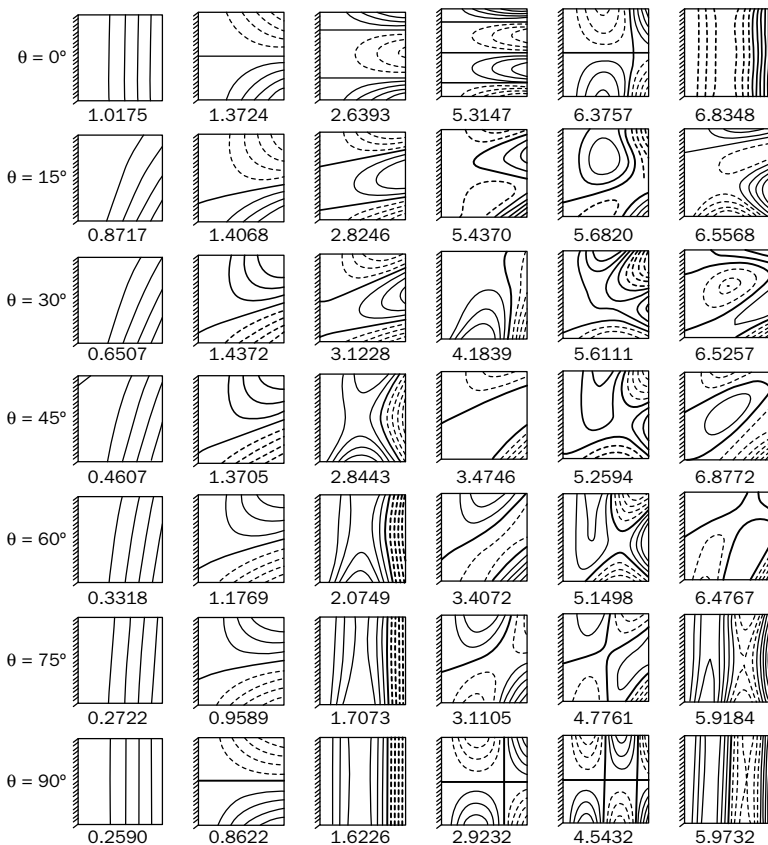 θ = 0°
1.0175 1.3724 2.6393 5.3147 6.3757 6.8348
θ = 15°
0.8717 1.4068 2.8246 5.4370 5.6820 6.5568
θ = 30°
0.6507 1.4372 3.1228 4.1839 5.6111 6.5257
θ = 45°
0.4607 1.3705 2.8443 3.4746 5.2594 6.8772
θ = 60°
0.3318 1.1769 2.0749 3.4072 5.1498 6.4767
θ = 75°
0.2722 0.9589 1.7073 3.1105 4.7761 5.9184
θ = 90°
0.2590 0.8622 1.6226 2.9232 4.5432 5.9732